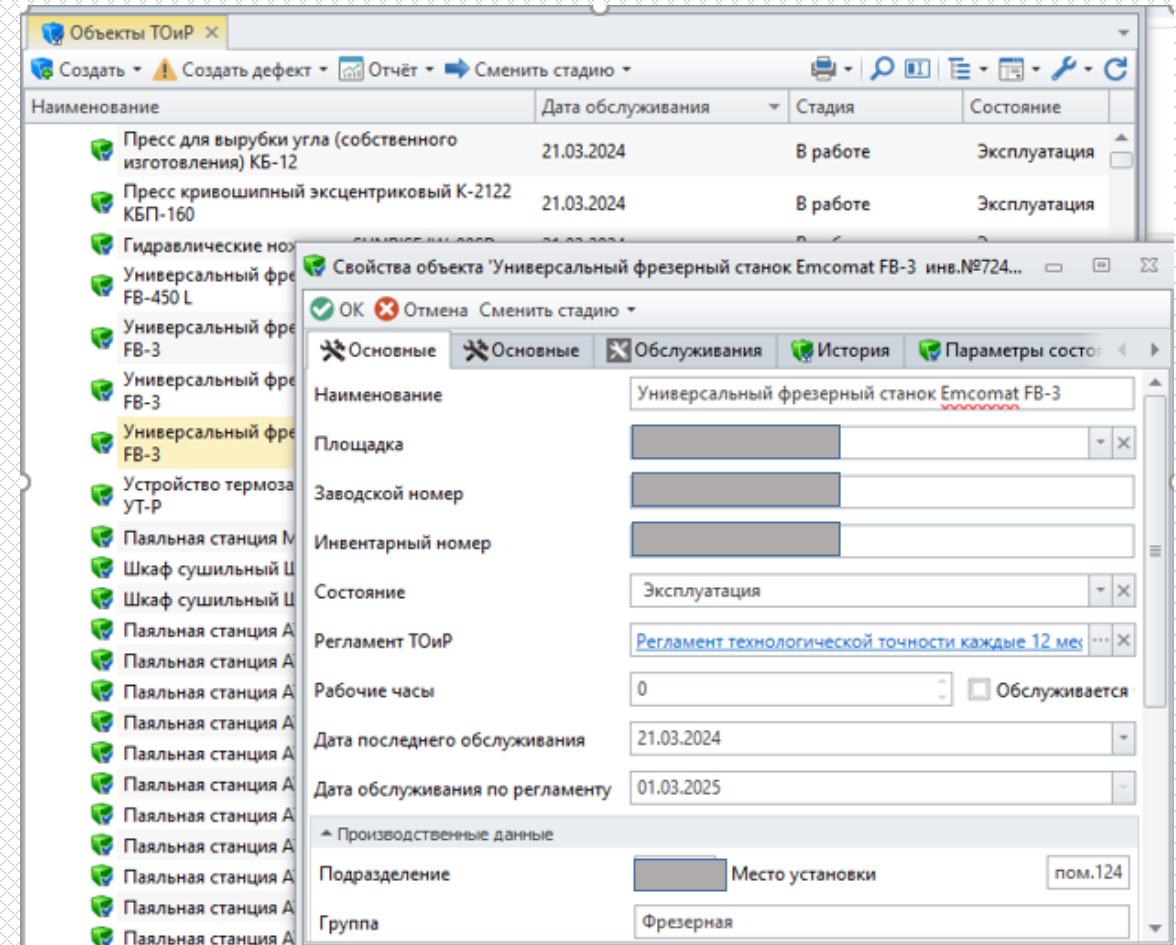 Объекты ТОиР
Создать Создать дефект Отчёт Сменить стадию
Наименование Дата обслуживания Стадия Состояние
Пресс для вырубки угла (собственного
изготовления) КБ-12 21.03.2024 В работе Эксплуатация
Пресс кривошипный эксцентриковый К-2122
КБП-160 21.03.2024 В работе Эксплуатация
Гидравлические нож
Универсальный фре
FB-450 L
Универсальный фре
FB-3
Универсальный фре
FB-3
Универсальный фре
FB-3
Устройство термоза
УТ-Р
Паяльная станция М
Шкаф сушильный Ш
Шкаф сушильный Ш
Паяльная станция А
Паяльная станция А
Паяльная станция А
Паяльная станция А
Паяльная станция А
Паяльная станция А
Паяльная станция А
Паяльная станция А
Паяльная станция А
Паяльная станция А
Паяльная станция А
Свойства объекта 'Универсальный фрезерный станок Emcomat FB-3 инв.№724...
ОК Отмена Сменить стадию
Основные Основные Обслуживания История Параметры состоя
Наименование Универсальный фрезерный станок Emcomat FB-3
Площадка
Заводской номер
Инвентарный номер
Состояние Эксплуатация
Регламент ТОиР Регламент технологической точности каждые 12 мес
Рабочие часы 0 Обслуживается
Дата последнего обслуживания 21.03.2024
Дата обслуживания по регламенту 01.03.2025
Производственные данные
Подразделение Место установки пом.124
Группа Фрезерная